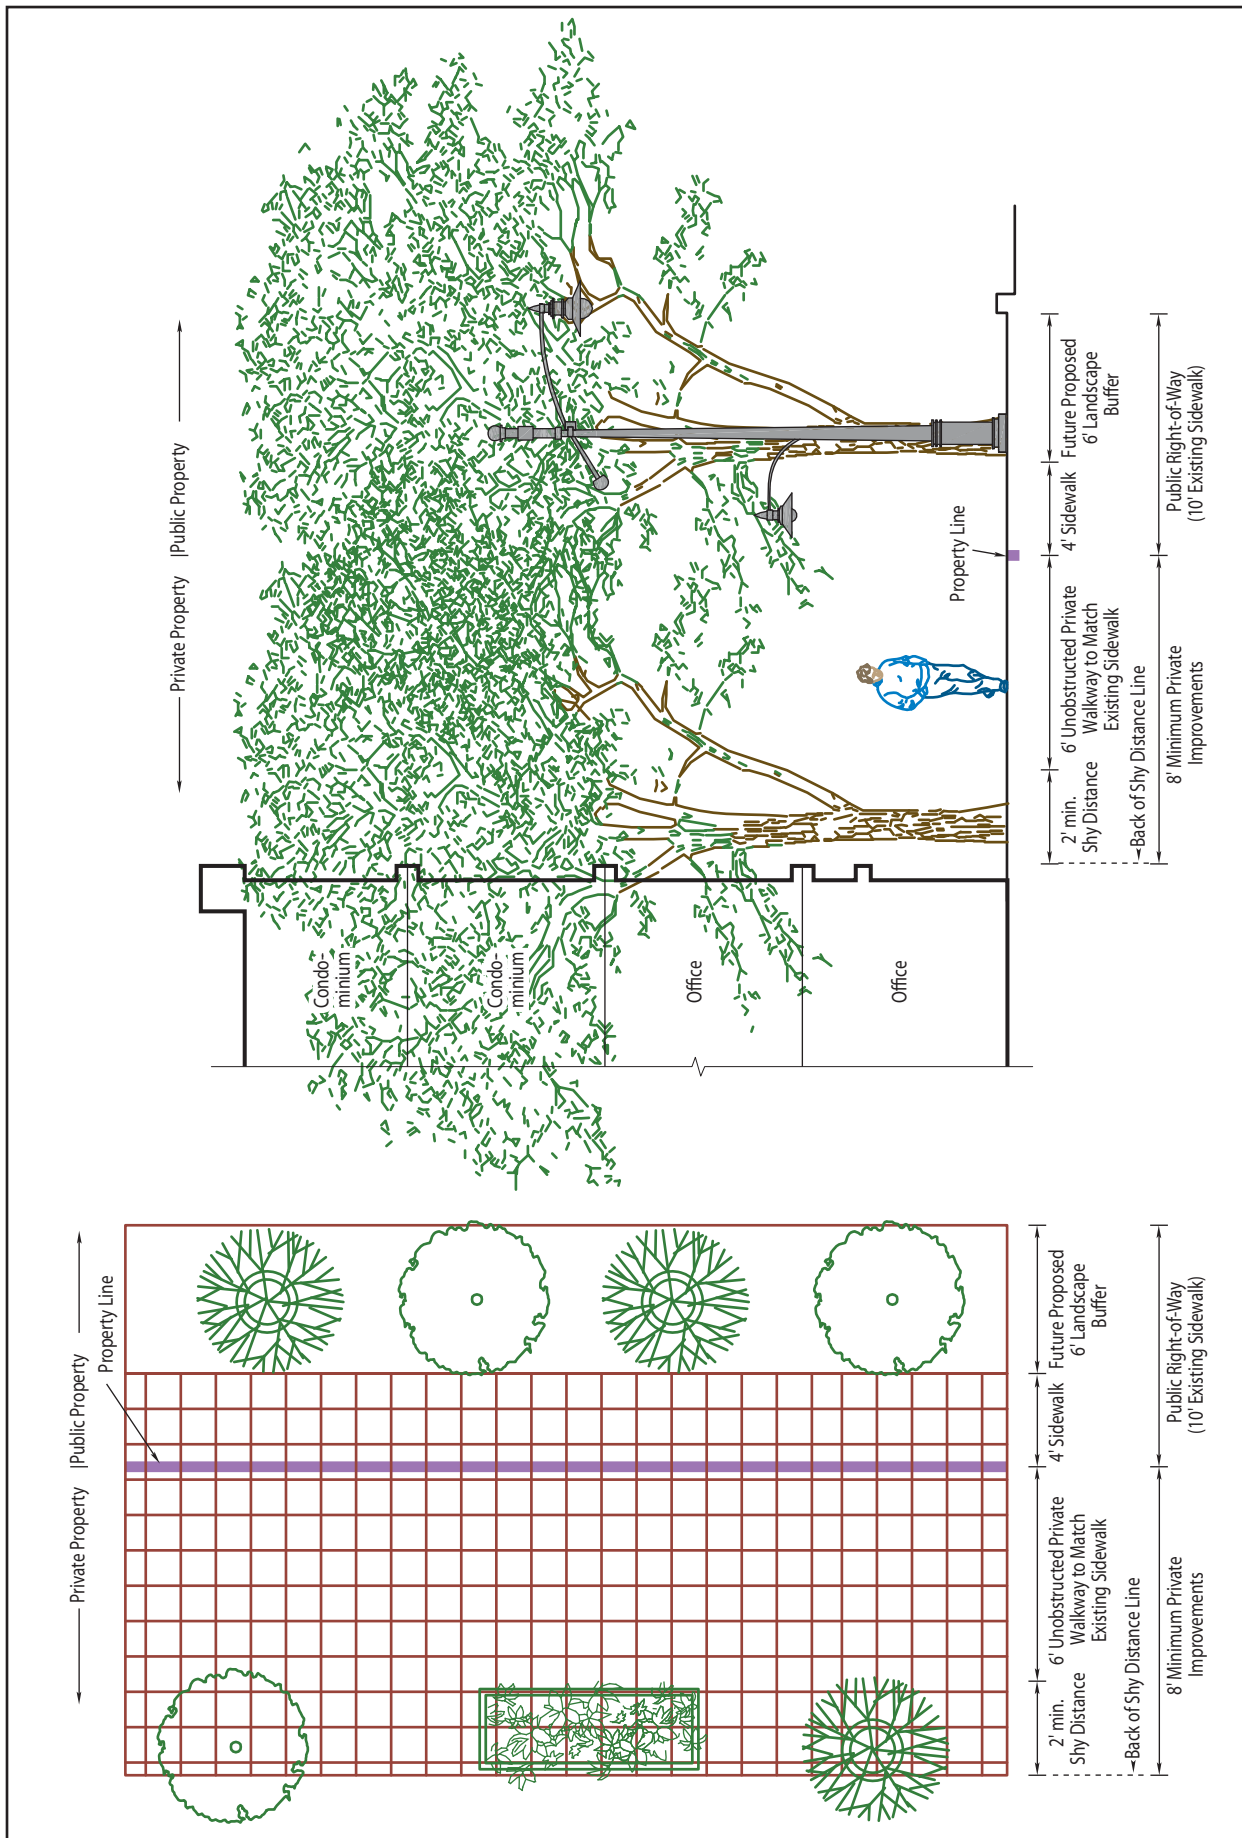 Private Property |Public Property
Condo-
minium
Condo-
minium
Office
Office
Property Line
2' min.
Shy Distance
6' Unobstructed Private
Walkway to Match
Existing Sidewalk
4' Sidewalk
Future Proposed
6' Landscape
Buffer
Back of Shy Distance Line
8' Minimum Private
Improvements
Public Right-of-Way
(10' Existing Sidewalk)
Private Property |Public Property
Property Line
2' min.
Shy Distance
6' Unobstructed Private
Walkway to Match
Existing Sidewalk
4' Sidewalk
Future Proposed
6' Landscape
Buffer
Back of Shy Distance Line
8' Minimum Private
Improvements
Public Right-of-Way
(10' Existing Sidewalk)